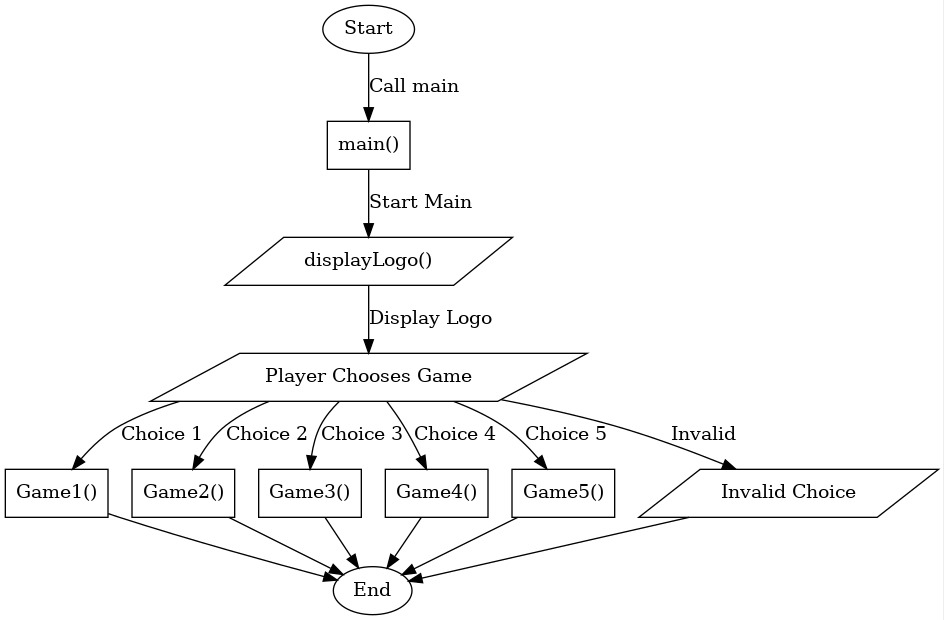 Start
Call main
main()
Start Main
displayLogo()
Display Logo
Player Chooses Game
Choice 1
Choice 2
Choice 3
Choice 4
Choice 5
Invalid
Game1()
Game2()
Game3()
Game4()
Game5()
Invalid Choice
End